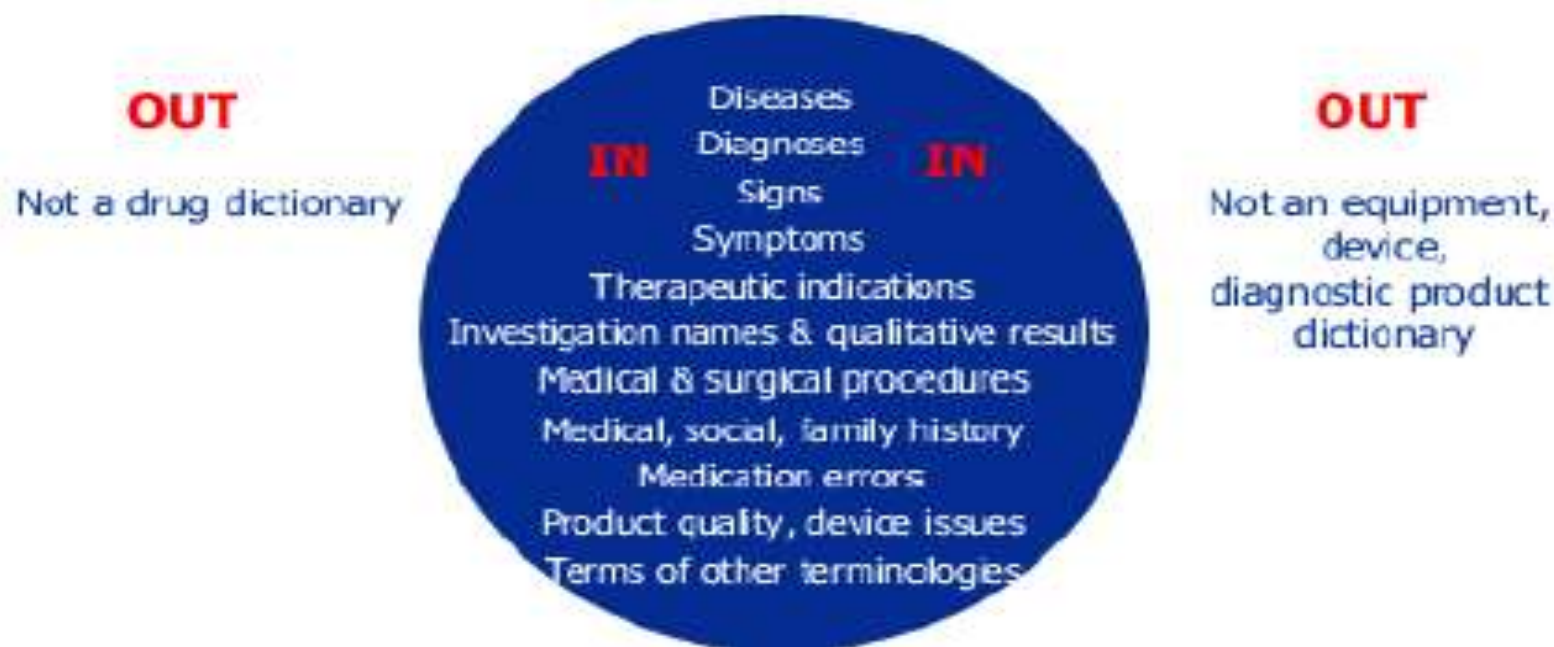 OUT
Not a drug dictionary
Diseases
Diagnoses
IN
IN
Signs
Symptoms
Therapeutic indications
Investigation names & qualitative results
Medical & surgical procedures
Medical, social, family history
Medication errors
Product quality, device issues
Terms of other terminologies
OUT
Not an equipment,
device,
diagnostic product
dictionary